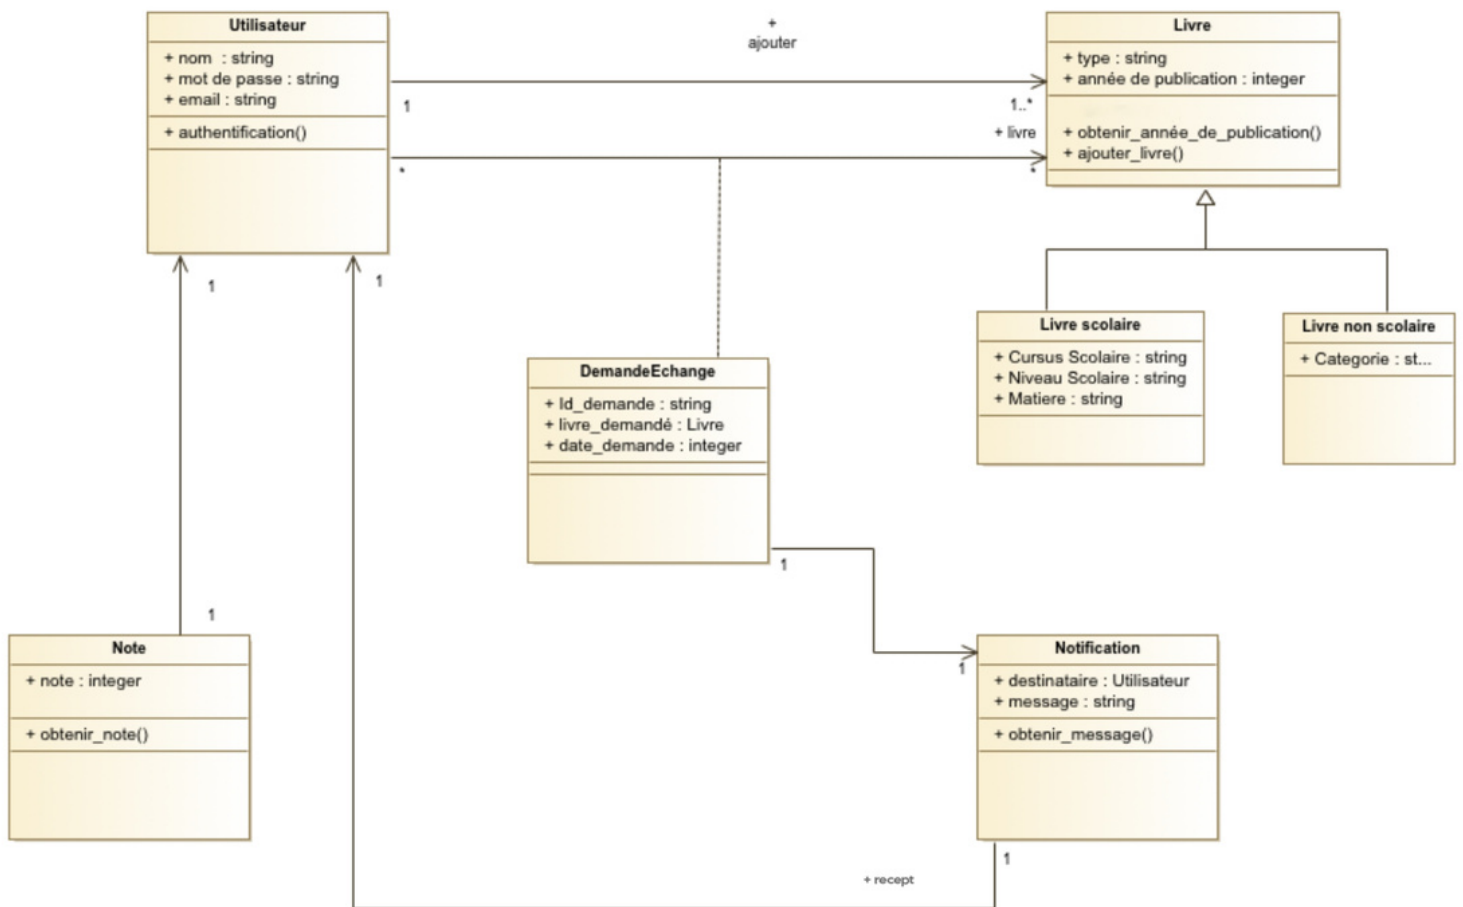 Utilisateur
+ nom : string
+ mot de passe : string
+ email : string
+ authentification()
+
ajouter
1
1..*
+ livre
*
*
Livre
+ type : string
+ année de publication : integer
+ obtenir_année_de_publication()
+ ajouter_livre()
1
1
Livre scolaire
+ Cursus Scolaire : string
+ Niveau Scolaire : string
+ Matiere : string
Livre non scolaire
+ Categorie : st...
DemandeEchange
+ Id_demande : string
+ livre_demandé : Livre
+ date_demande : integer
1
1
1
Note
+ note : integer
+ obtenir_note()
Notification
+ destinataire : Utilisateur
+ message : string
+ obtenir_message()
1
+ recept